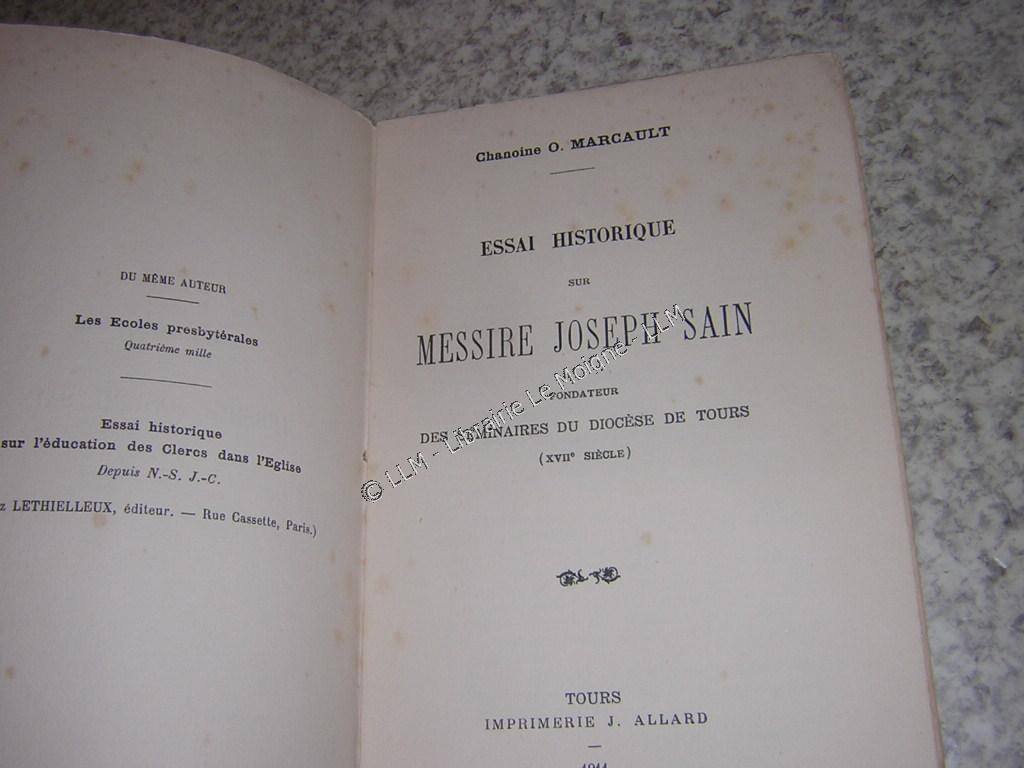 DU MÊME AUTEUR
Les Ecoles presbytérales
Quatrième mille
Essai historique
sur l'éducation des Clercs dans l'Eglise
Depuis N.-S. J.-C.
LETHIELLEUX, éditeur. — Rue Cassette, Paris.)
Chanoine O. MARCAULT
ESSAI HISTORIQUE
SUR
MESSIRE JOSEPH SAIN
FONDATEUR
DES SÉMINAIRES DU DIOCÈSE DE TOURS
(XVIIe SIÈCLE)
TOURS
IMPRIMERIE J. ALLARD
—
© LLM - Librairie Le Moigne - LLM